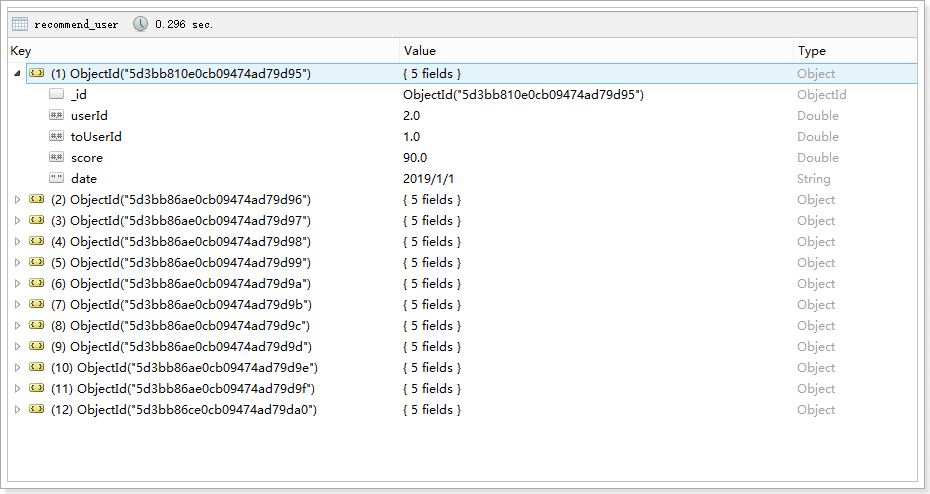 recommend_user 0.296 sec.
Key Value Type
(1) ObjectId("5d3bb810e0cb09474ad79d95") { 5 fields } Object
_id ObjectId("5d3bb810e0cb09474ad79d95") ObjectId
userId 2.0 Double
toUserId 1.0 Double
score 90.0 Double
date 2019/1/1 String
(2) ObjectId("5d3bb86ae0cb09474ad79d96") { 5 fields } Object
(3) ObjectId("5d3bb86ae0cb09474ad79d97") { 5 fields } Object
(4) ObjectId("5d3bb86ae0cb09474ad79d98") { 5 fields } Object
(5) ObjectId("5d3bb86ae0cb09474ad79d99") { 5 fields } Object
(6) ObjectId("5d3bb86ae0cb09474ad79d9a") { 5 fields } Object
(7) ObjectId("5d3bb86ae0cb09474ad79d9b") { 5 fields } Object
(8) ObjectId("5d3bb86ae0cb09474ad79d9c") { 5 fields } Object
(9) ObjectId("5d3bb86ae0cb09474ad79d9d") { 5 fields } Object
(10) ObjectId("5d3bb86ae0cb09474ad79d9e") { 5 fields } Object
(11) ObjectId("5d3bb86ae0cb09474ad79d9f") { 5 fields } Object
(12) ObjectId("5d3bb86ce0cb09474ad79da0") { 5 fields } Object